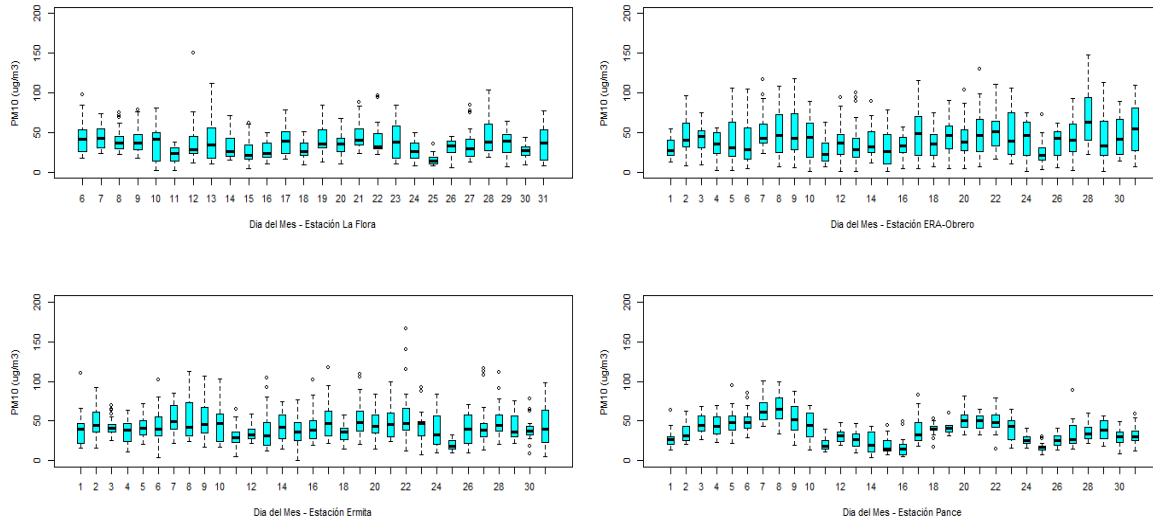 200
150
100
50
0
PM10 (ug/m3)
6 7 8 9 10 11 12 13 14 15 16 17 18 19 20 21 22 23 24 25 26 27 28 29 30 31
Dia del Mes - Estación La Flora
200
150
100
50
0
PM10 (ug/m3)
1 2 3 4 5 6 7 8 9 10 12 14 16 18 20 22 24 26 28 30
Dia del Mes - Estación ERA-Obrero
200
150
100
50
0
PM10 (ug/m3)
1 2 3 4 5 6 7 8 9 10 12 14 16 18 20 22 24 26 28 30
Dia del Mes - Estación Ermita
200
150
100
50
0
PM10 (ug/m3)
1 2 3 4 5 6 7 8 9 10 12 14 16 18 20 22 24 26 28 30
Dia del Mes - Estación Pance